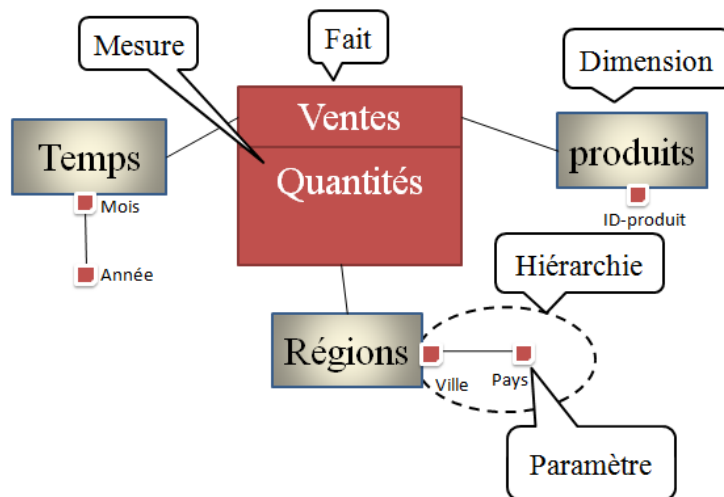 Fait
Mesure
Dimension
Ventes
Temps
produits
Quantités
Mois
ID-produit
Année
Hiérarchie
Régions
Ville
Pays
Paramètre